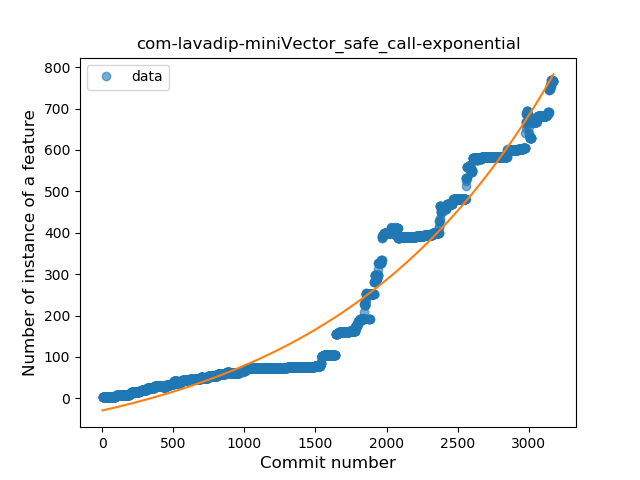 com-lavadip-miniVector_safe_call-exponential
data
Number of instance of a feature
800
700
600
500
400
300
200
100
0
0 500 1000 1500 2000 2500 3000
Commit number